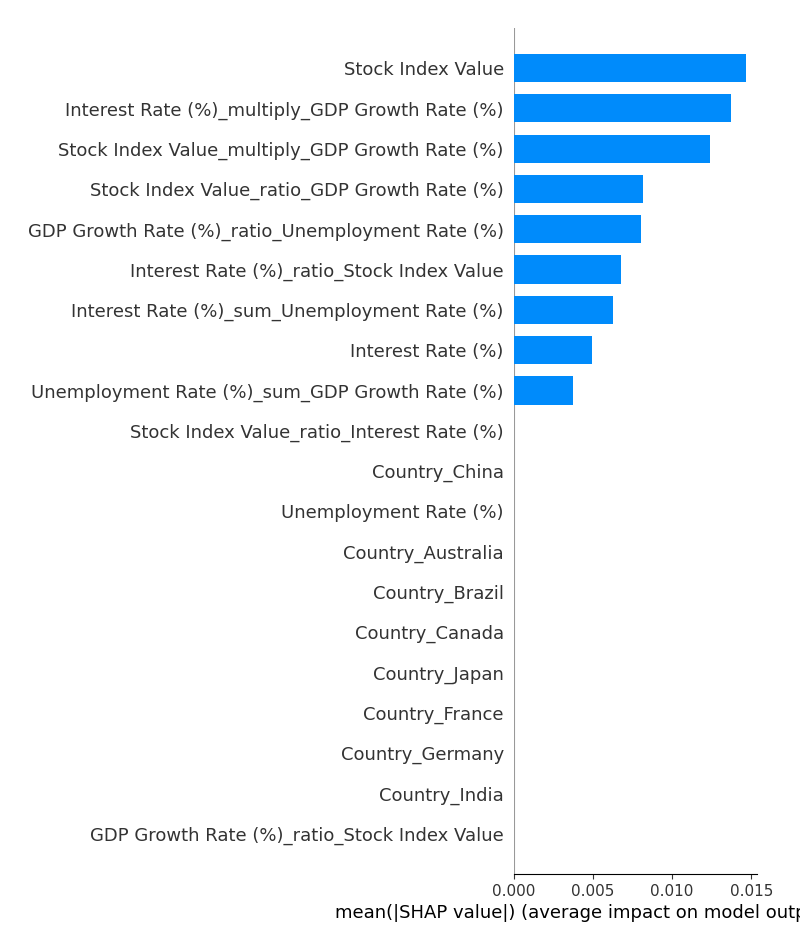 Stock Index Value
Interest Rate (%)_multiply_GDP Growth Rate (%)
Stock Index Value_multiply_GDP Growth Rate (%)
Stock Index Value_ratio_GDP Growth Rate (%)
GDP Growth Rate (%)_ratio_Unemployment Rate (%)
Interest Rate (%)_ratio_Stock Index Value
Interest Rate (%)_sum_Unemployment Rate (%)
Interest Rate (%)
Unemployment Rate (%)_sum_GDP Growth Rate (%)
Stock Index Value_ratio_Interest Rate (%)
Country_China
Unemployment Rate (%)
Country_Australia
Country_Brazil
Country_Canada
Country_Japan
Country_France
Country_Germany
Country_India
GDP Growth Rate (%)_ratio_Stock Index Value
0.000 0.005 0.010 0.015
mean(|SHAP value|) (average impact on model outp